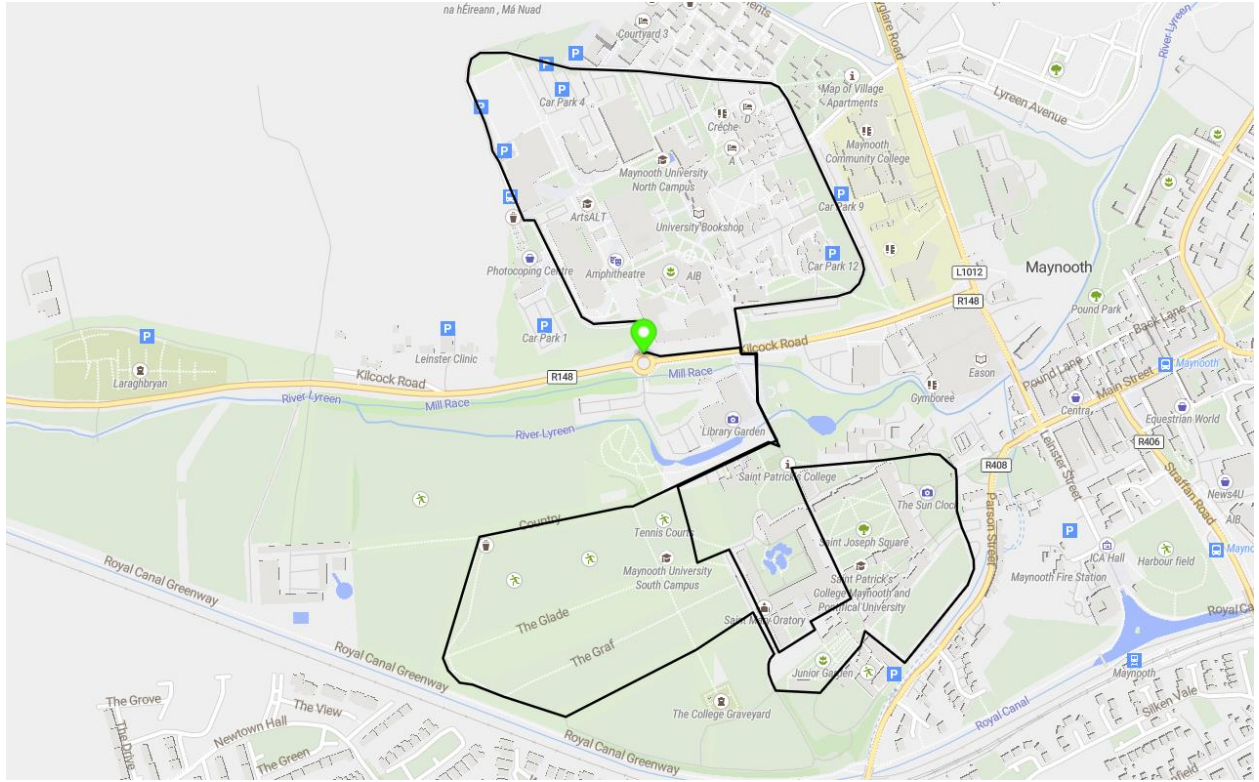 na hÉireann , Má Nuad
Courtyard 3
River Lyreen
P
P
P
Car Park 4
P
Map of Village
Apartments
Lyreen Avenue
Crèche
D
A
P
Maynooth
Community College
Maynooth University
North Campus
P
Car Park 9
ArtsALT
University Bookshop
Photocoping Centre
Amphitheatre
AIB
Car Park 12
L1012
Maynooth
R148
Pound Park
Back Lane
P
Leinster Clinic
P
Car Park 1
Kilcock Road
P
Laraghbryan
Kilcock Road
R148
Mill Race
Eason
Pound Lane
Main Street
Maynooth
River Lyreen
Mill Race
Gymboree
Centra
Equestrian World
River Lyreen
Library Garden
Leinster Street
R406
Straffan Road
Saint Patrick's College
R408
News4U
AIB
The Sun Clock
Parson Street
Country
Tennis Courts
Saint Joseph Square
P
JCA Hall
Harbour field
Maynooth Fire Station
Royal Canal Greenway
Maynooth University
South Campus
Saint Patrick's
College Maynooth and
Pontifical University
The Glade
Saint Mary Oratory
The Graf
Royal Canal Greenway
Junior Garden
P
Maynooth
The Grove
The View
Newtown Hall
The Drive
The Green
The College Graveyard
Royal Canal
Silken Vale
Royal Canal Greenway